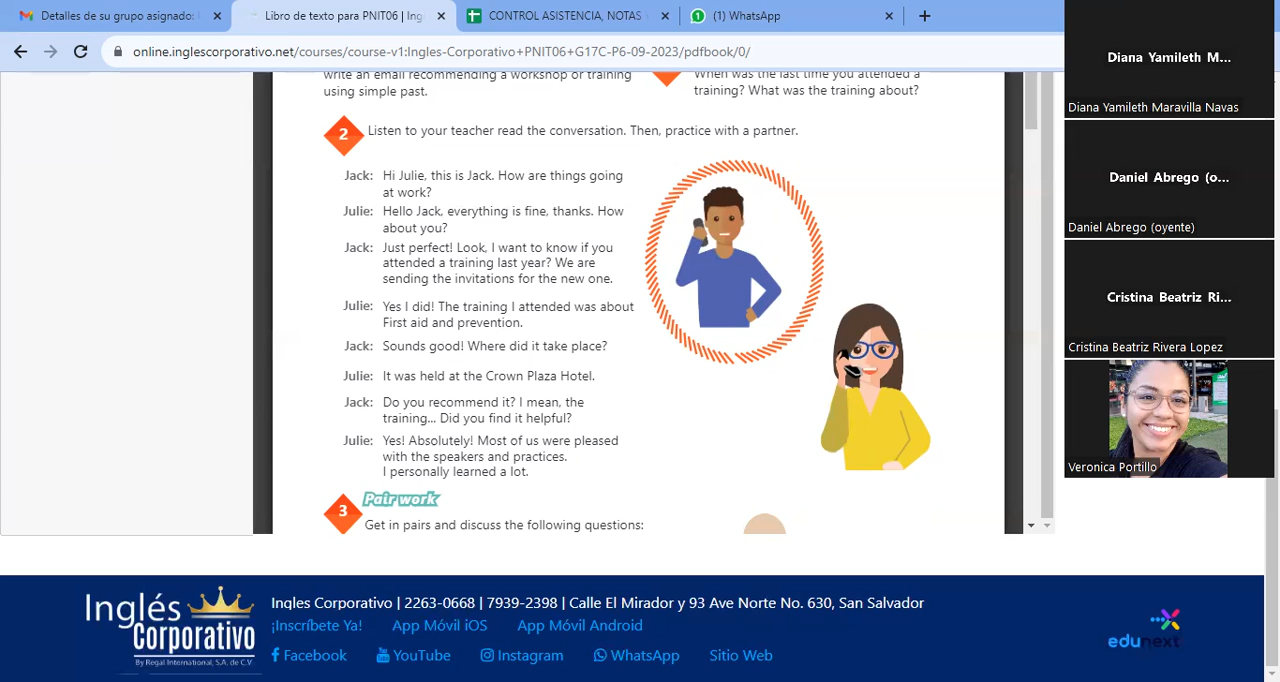 Detalles de su grupo asignado: I
Libro de texto para PNIT06 | Ing
CONTROL ASISTENCIA, NOTAS
(1) WhatsApp
online.inglescorporativo.net/courses/course-v1:Ingles-Corporativo+PNIT06+G17C-P6-09-2023/pdfbook/0/
write an email recommending a workshop or training
using simple past.
When was the last time you attended a
training? What was the training about?
2 Listen to your teacher read the conversation. Then, practice with a partner.
Jack: Hi Julie, this is Jack. How are things going
at work?
Julie: Hello Jack, everything is fine, thanks. How
about you?
Jack: Just perfect! Look, I want to know if you
attended a training last year? We are
sending the invitations for the new one.
Julie: Yes I did! The training I attended was about
First aid and prevention.
Jack: Sounds good! Where did it take place?
Julie: It was held at the Crown Plaza Hotel.
Jack: Do you recommend it? I mean, the
training... Did you find it helpful?
Julie: Yes! Absolutely! Most of us were pleased
with the speakers and practices.
I personally learned a lot.
3 Pair work
Get in pairs and discuss the following questions:
Diana Yamileth M...
Diana Yamileth Maravilla Navas
Daniel Abrego (o...
Daniel Abrego (oyente)
Cristina Beatriz Ri...
Cristina Beatriz Rivera Lopez
Veronica Portillo
Inglés
Corporativo
By Regal International, S.A. de C.V
Ingles Corporativo | 2263-0668 | 7939-2398 | Calle El Mirador y 93 Ave Norte No. 630, San Salvador
¡Inscríbete Ya! App Móvil iOS App Móvil Android
Facebook YouTube Instagram WhatsApp Sitio Web
edunext